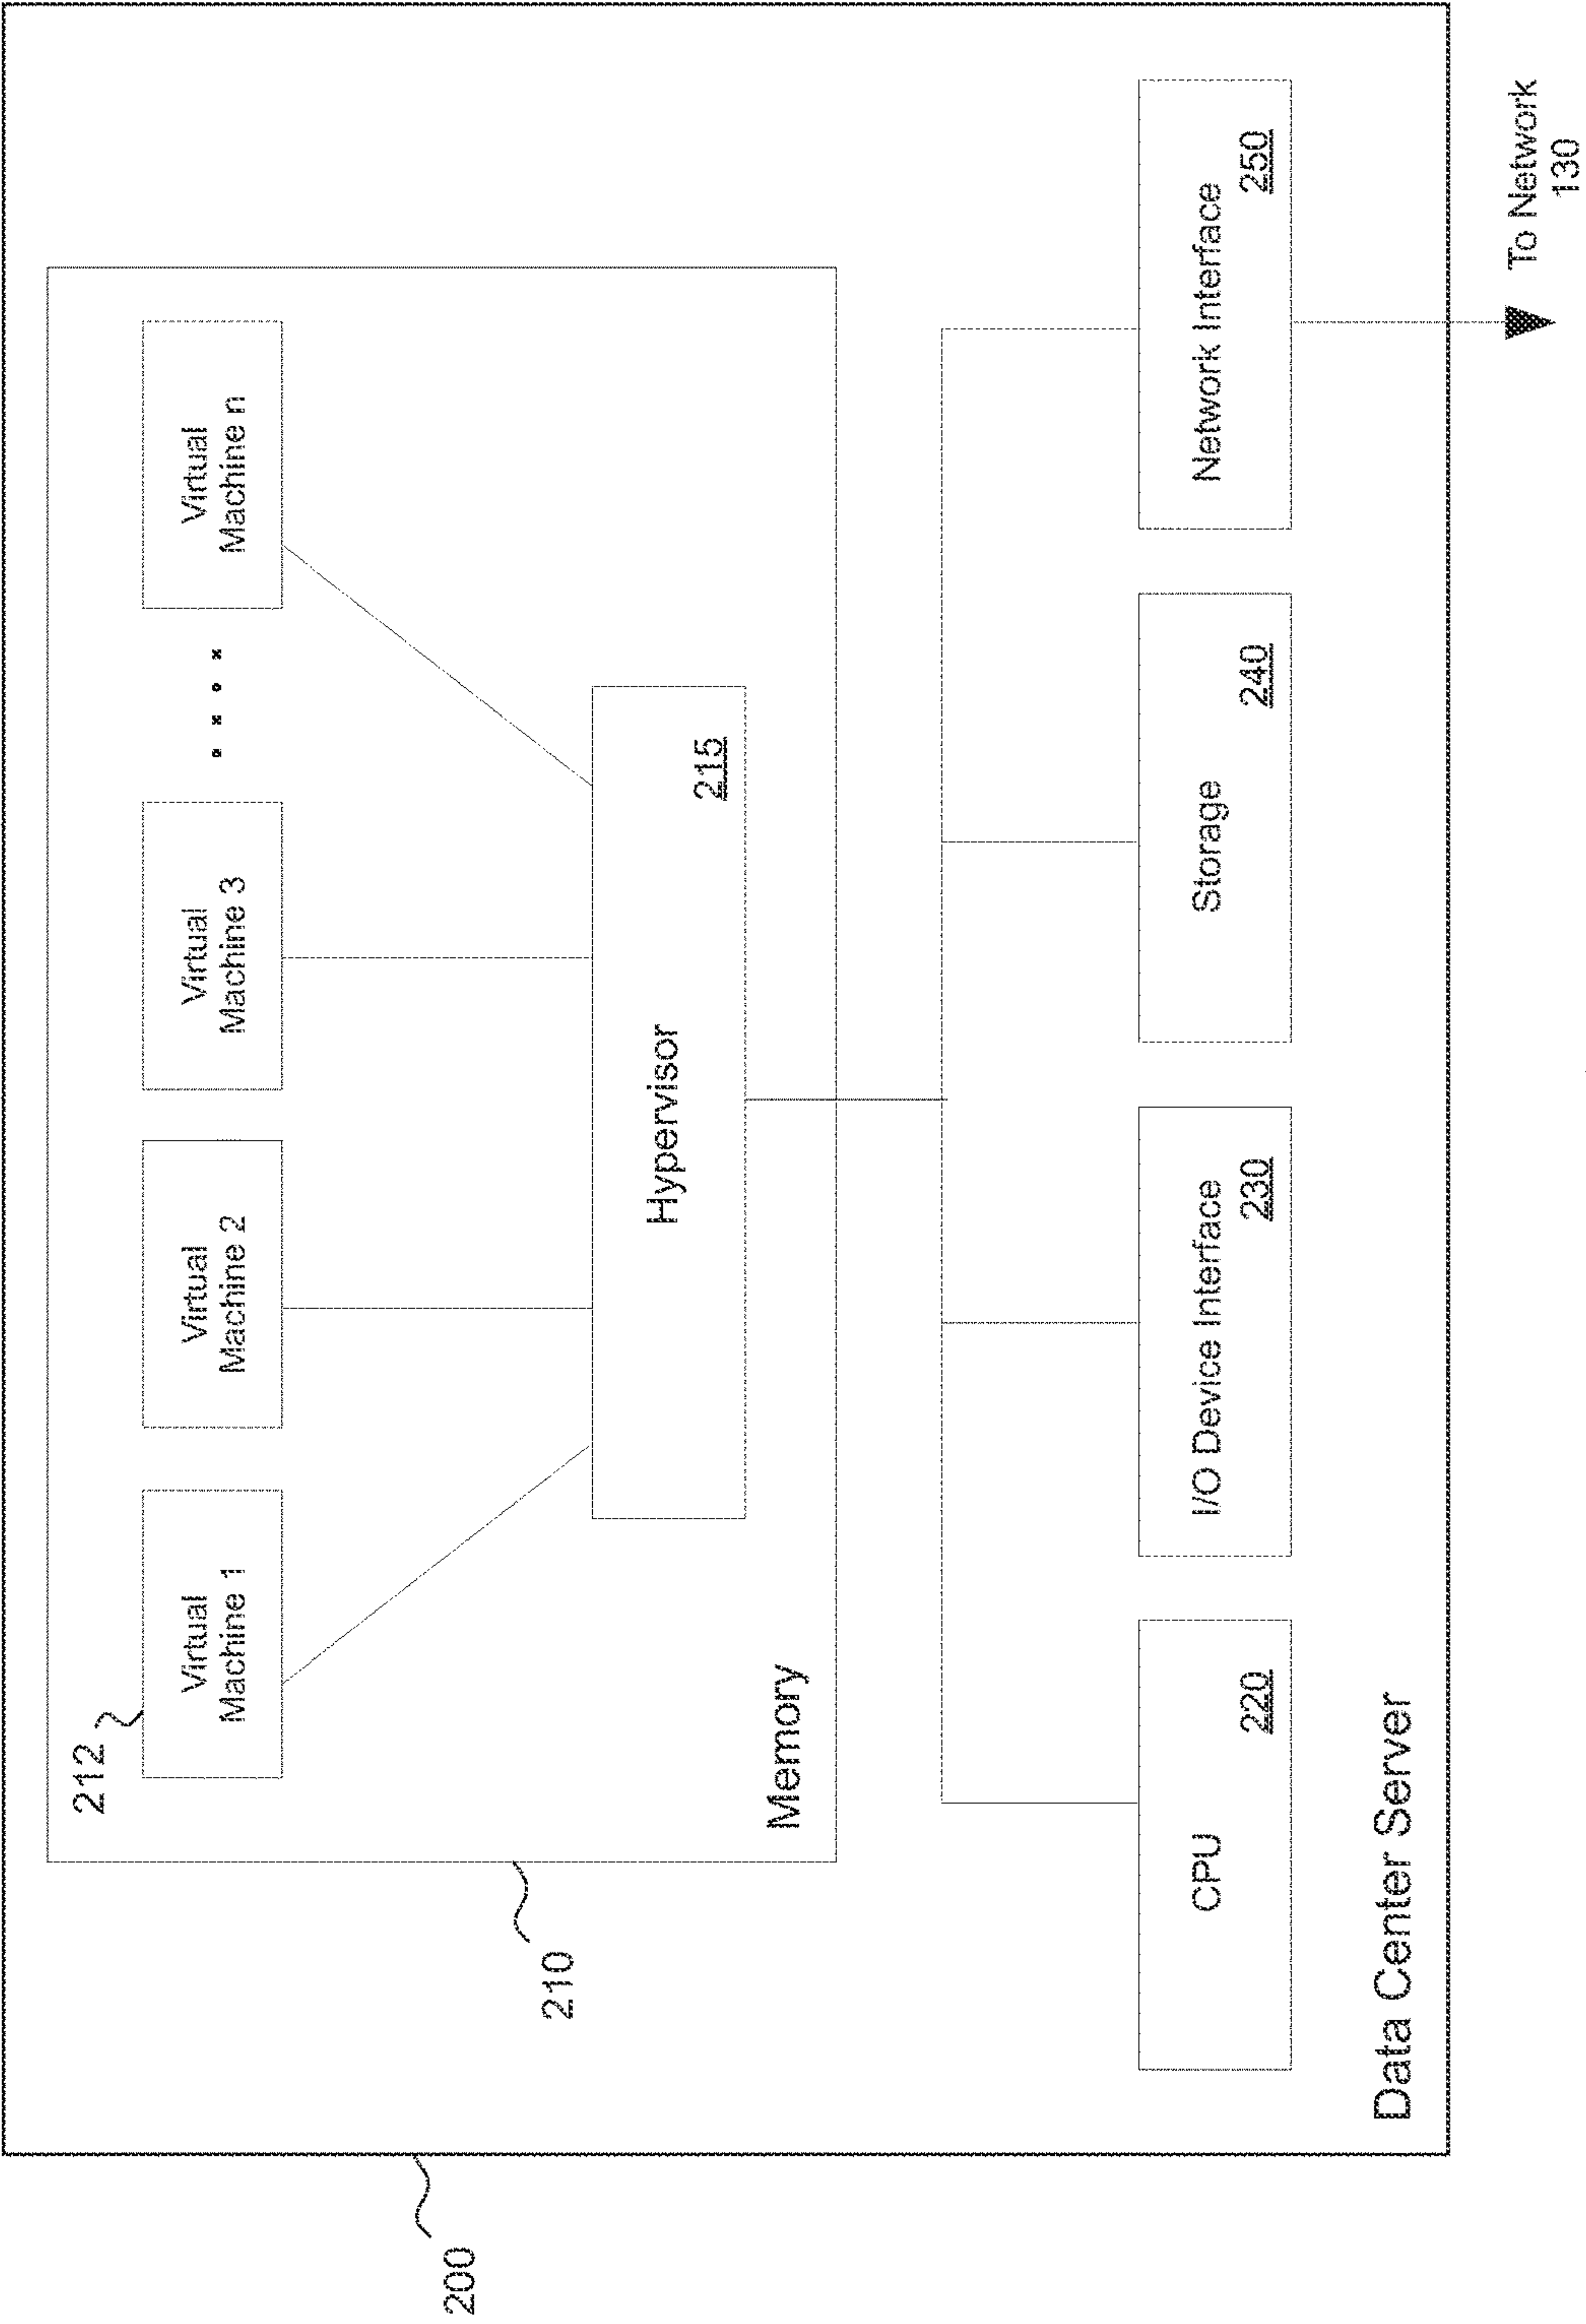 200
210
212
Virtual
Machine 1
Virtual
Machine 2
Virtual
Machine 3
Virtual
Machine n
Hypervisor
215
Memory
CPU
220
I/O Device Interface
230
Storage
240
Network Interface
250
Data Center Server
To Network
130